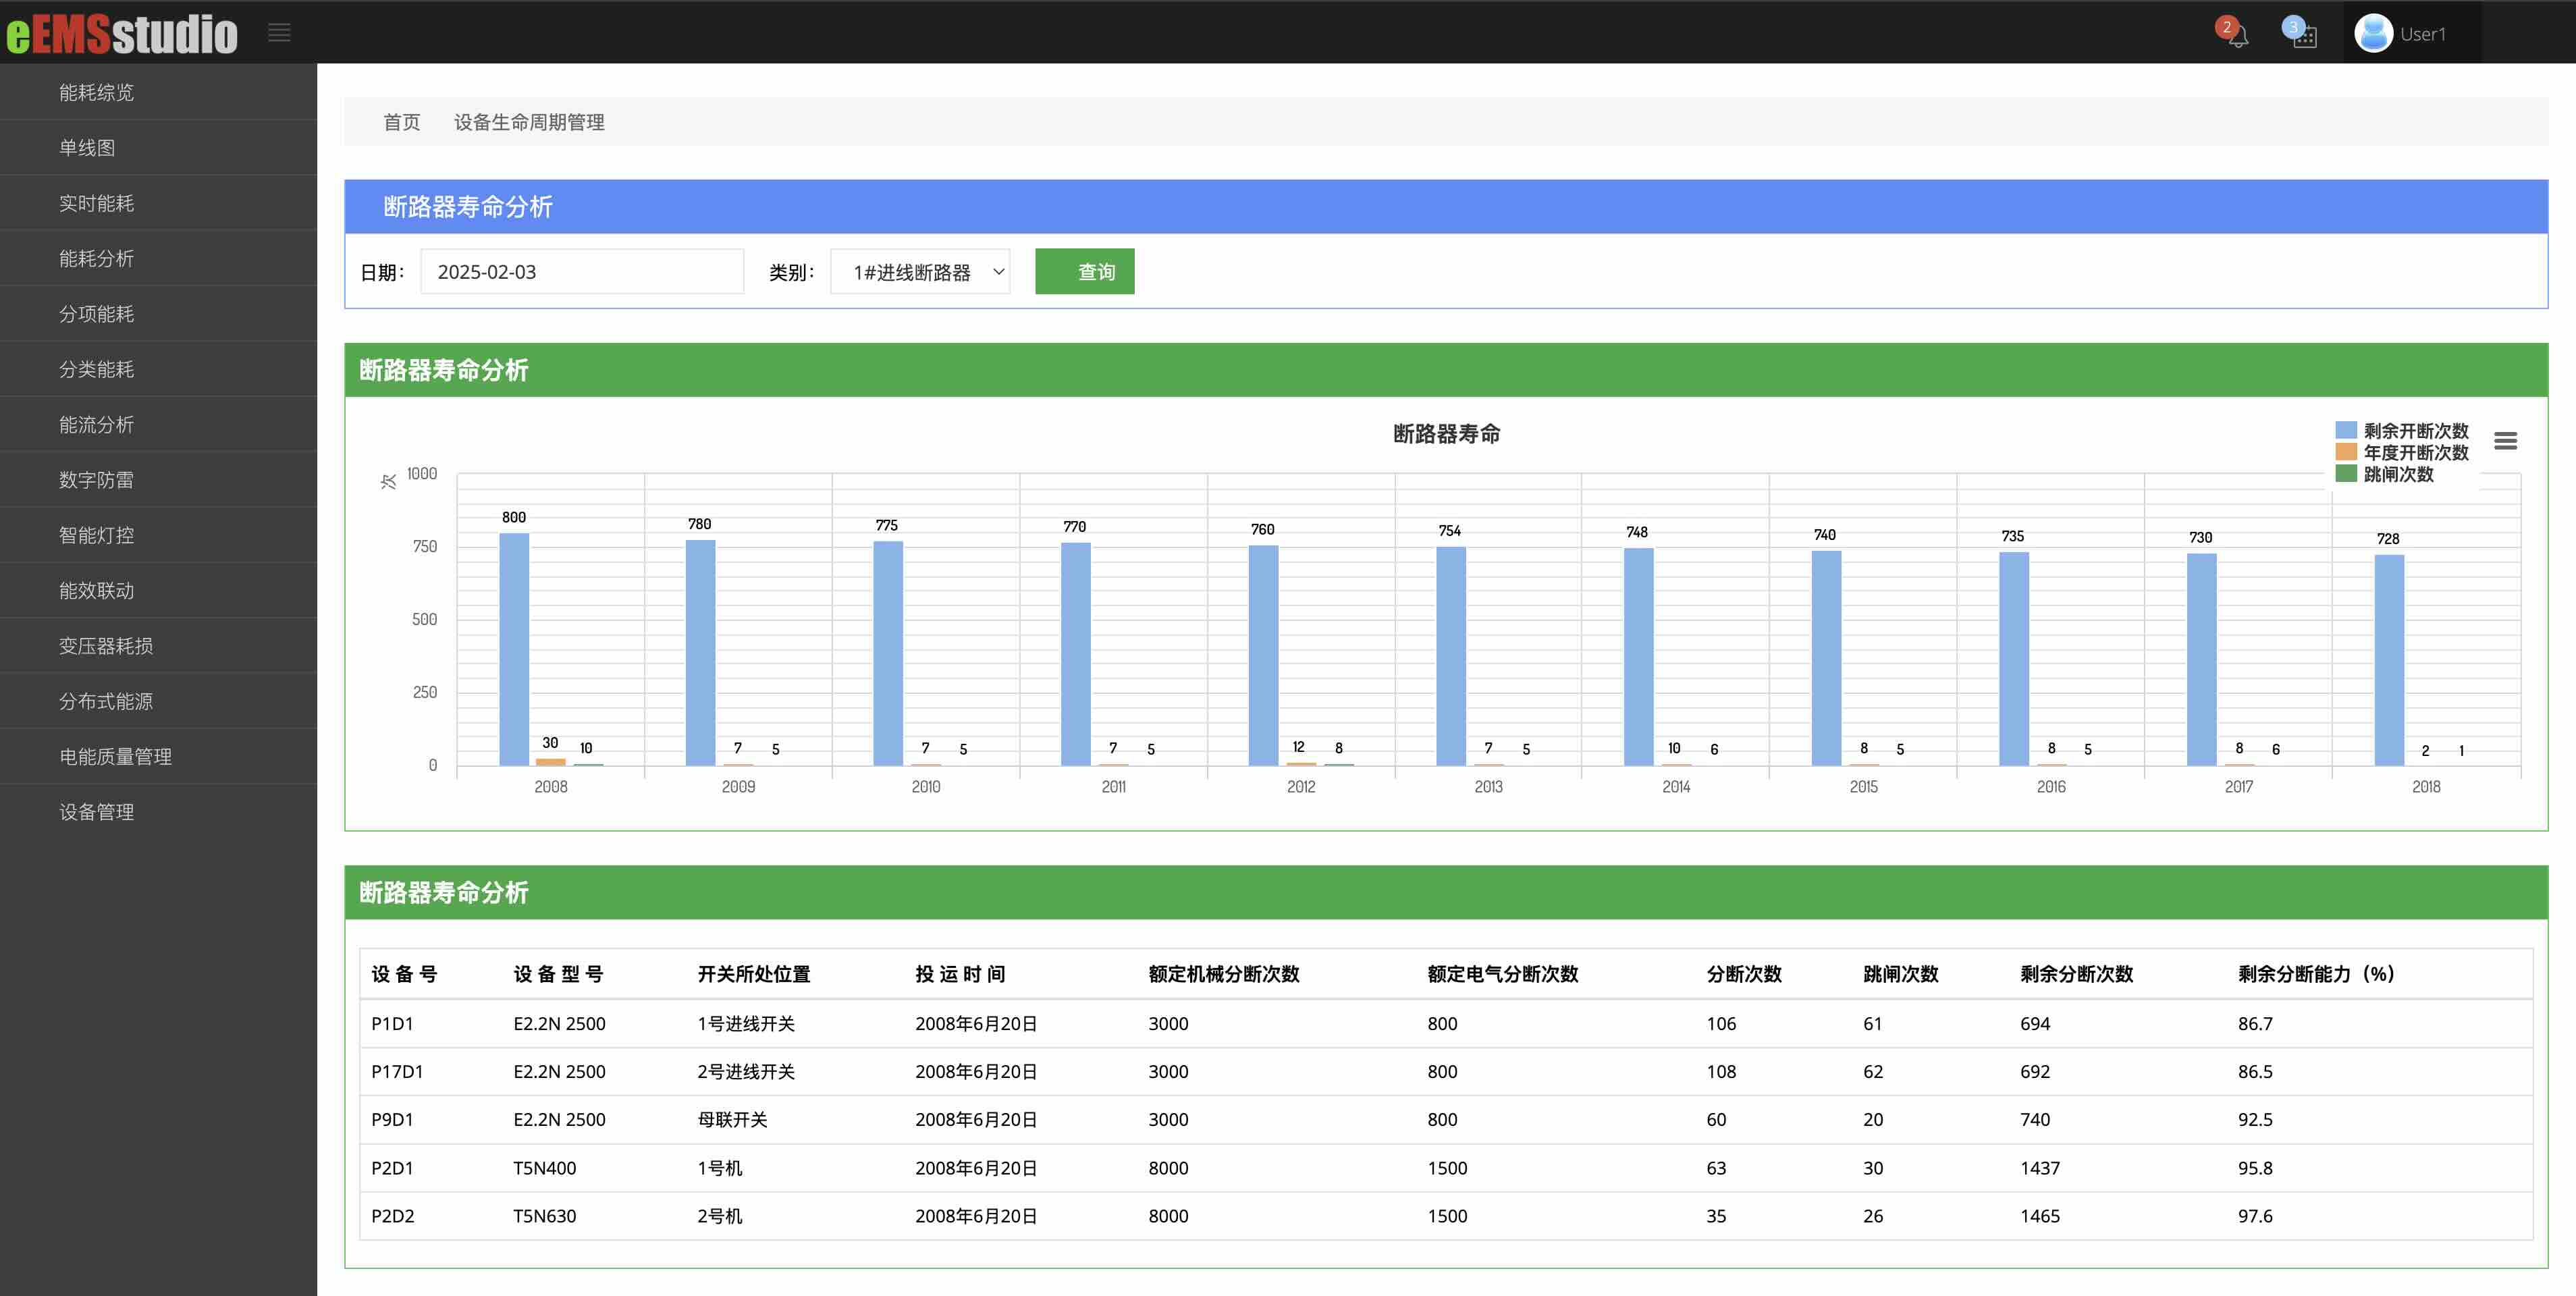 eEMSstudio
2
3
User1
能耗综览
单线图
实时能耗
能耗分析
分项能耗
分类能耗
能流分析
数字防雷
智能灯控
能效联动
变压器耗损
分布式能源
电能质量管理
设备管理
首页 设备生命周期管理
断路器寿命分析
日期： 2025-02-03 类别： 1#进线断路器 查询
断路器寿命分析
断路器寿命
剩余开断次数
年度开断次数
跳闸次数
次
1000
750
500
250
0
800 30 10
780 7 5
775 7 5
770 7 5
760 12 8
754 7 5
748 10 6
740 8 5
735 8 5
730 8 6
728 2 1
2008 2009 2010 2011 2012 2013 2014 2015 2016 2017 2018
断路器寿命分析
设 备 号 设 备 型 号 开关所处位置 投 运 时 间 额定机械分断次数 额定电气分断次数 分断次数 跳闸次数 剩余分断次数 剩余分断能力（%）
P1D1 E2.2N 2500 1号进线开关 2008年6月20日 3000 800 106 61 694 86.7
P17D1 E2.2N 2500 2号进线开关 2008年6月20日 3000 800 108 62 692 86.5
P9D1 E2.2N 2500 母联开关 2008年6月20日 3000 800 60 20 740 92.5
P2D1 T5N400 1号机 2008年6月20日 8000 1500 63 30 1437 95.8
P2D2 T5N630 2号机 2008年6月20日 8000 1500 35 26 1465 97.6